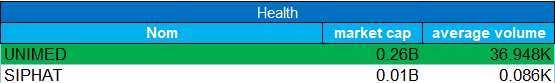 Health
Nom market cap average volume
UNIMED 0.26B 36.948K
SIPHAT 0.01B 0.086K